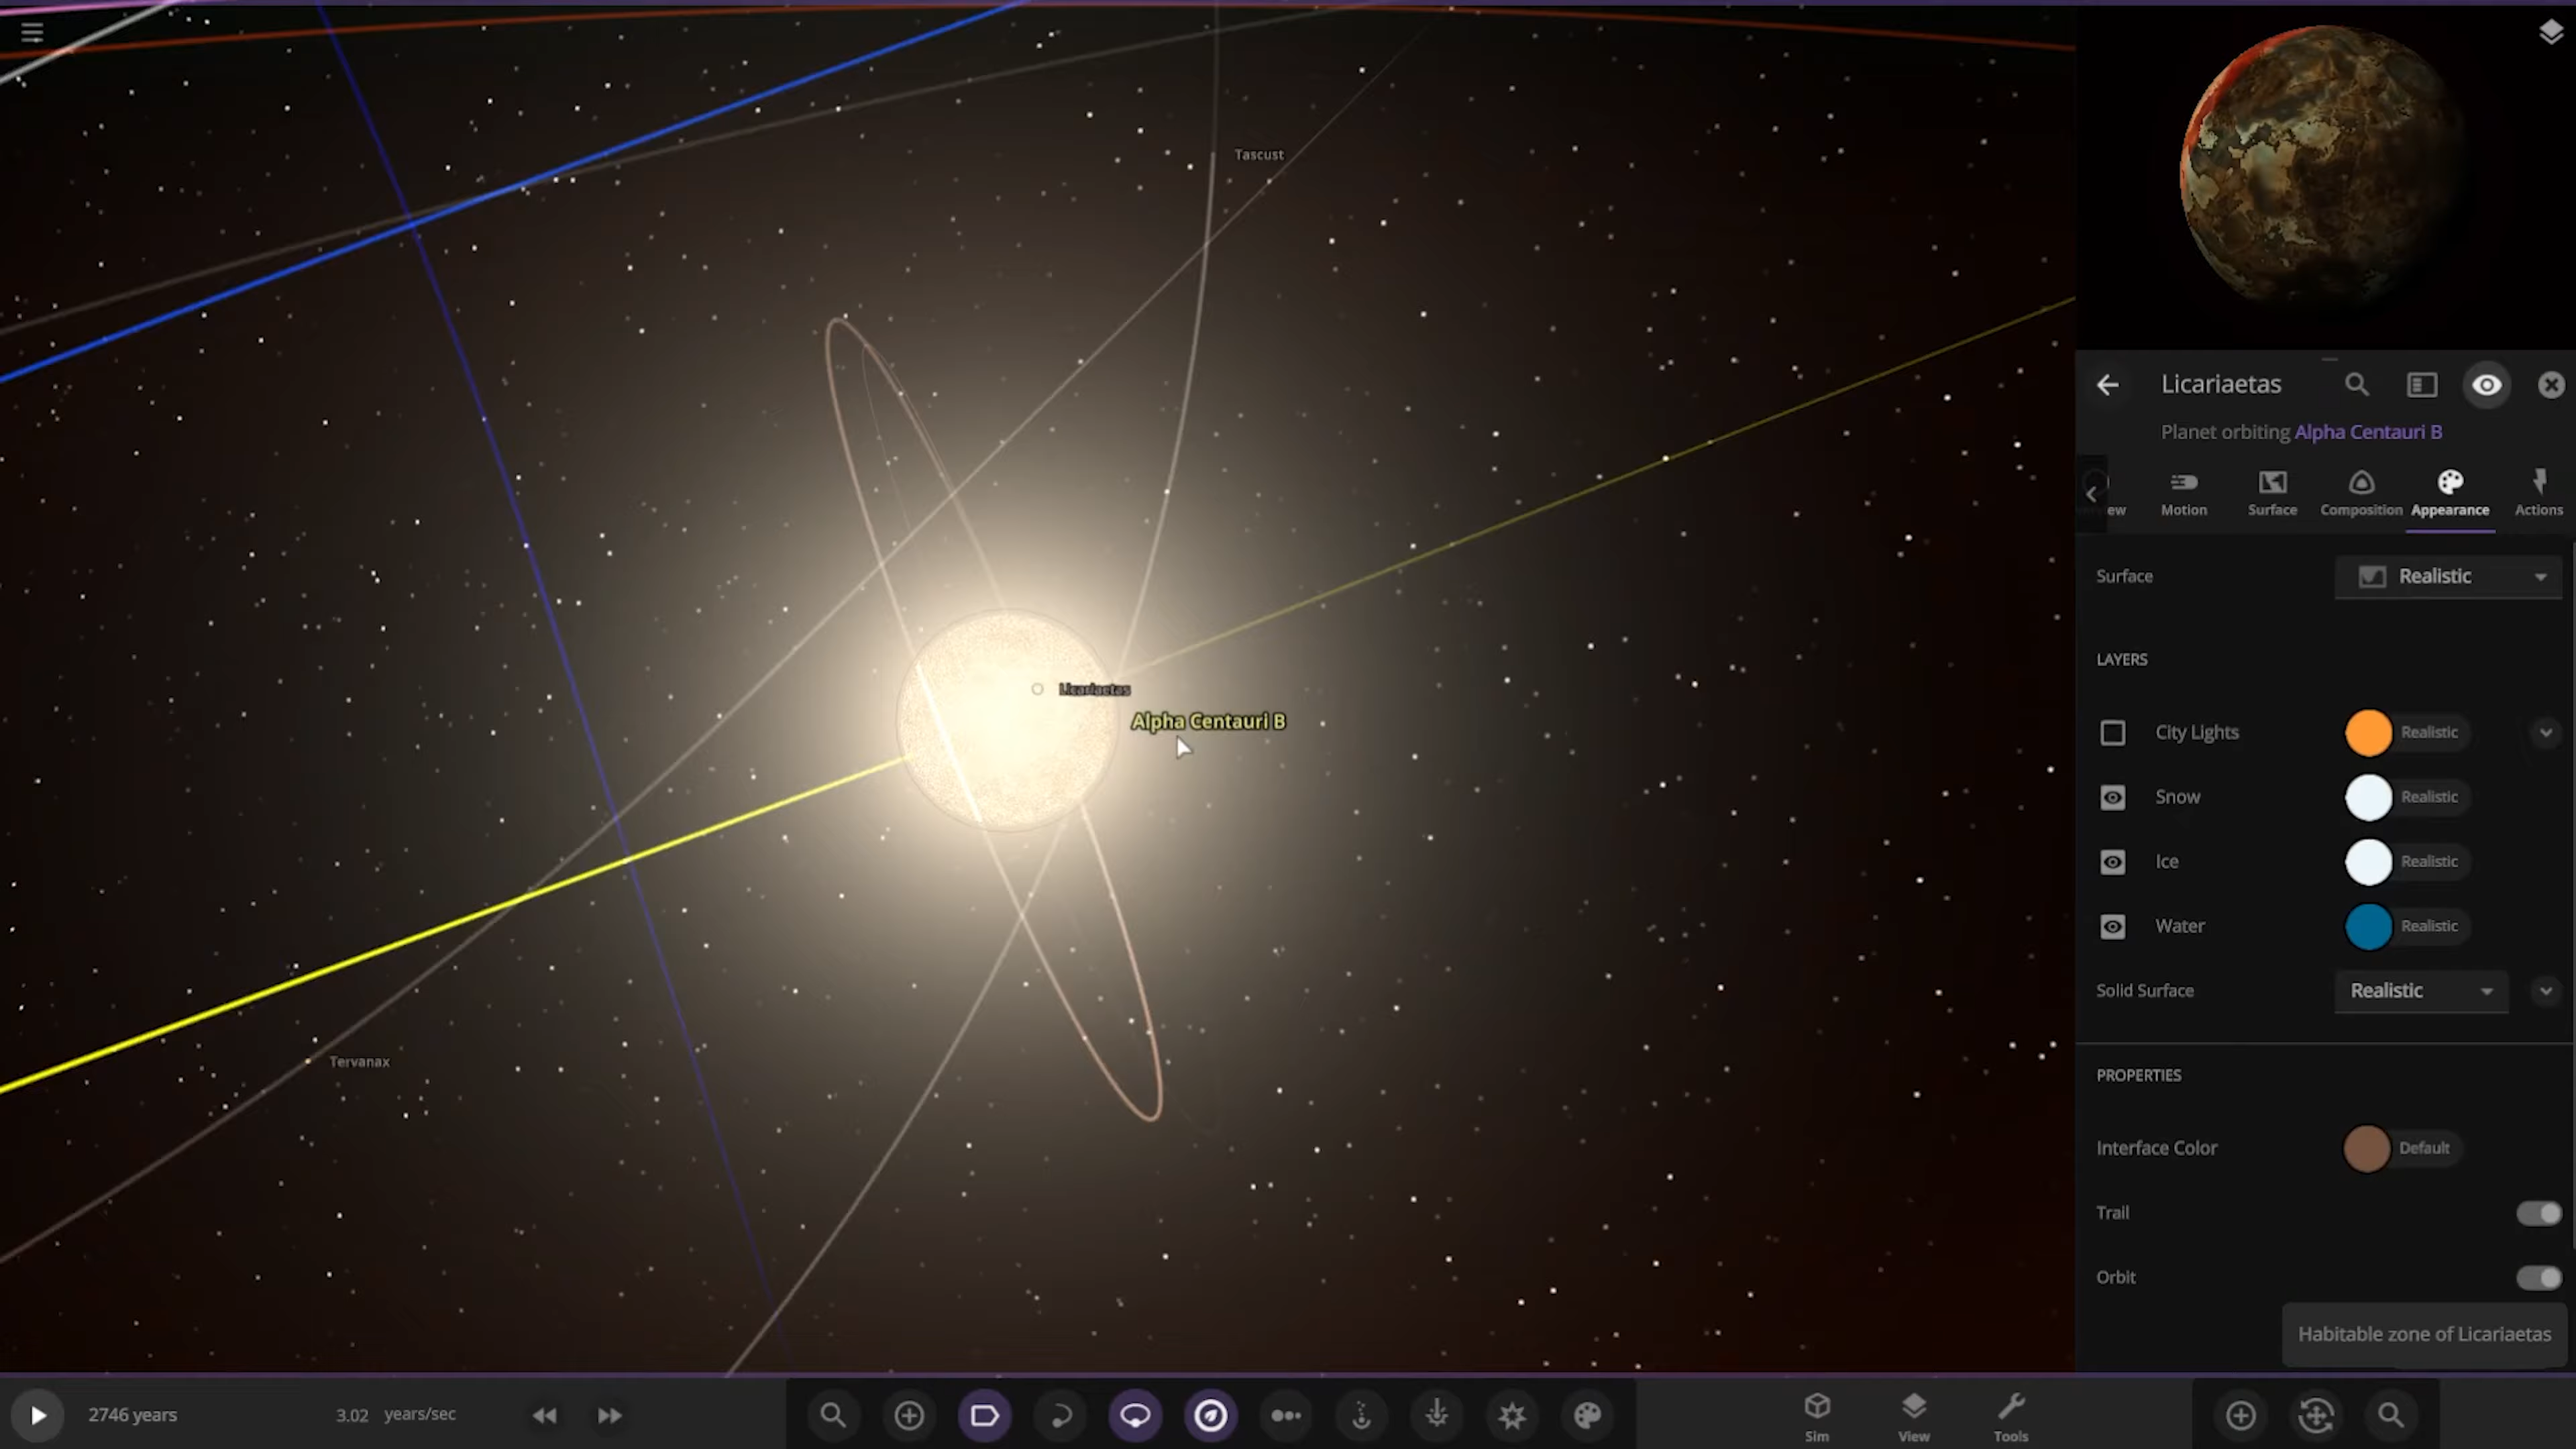 Tascust
Licariaetas
Alpha Centauri B
Tervanax
Licariaetas
Planet orbiting Alpha Centauri B
ew
Motion
Surface
Composition
Appearance
Actions
Surface
Realistic
LAYERS
City Lights
Realistic
Snow
Realistic
Ice
Realistic
Water
Realistic
Solid Surface
Realistic
PROPERTIES
Interface Color
Default
Trail
Orbit
Habitable zone of Licariaetas
2746 years
3.02 years/sec
Sim
View
Tools